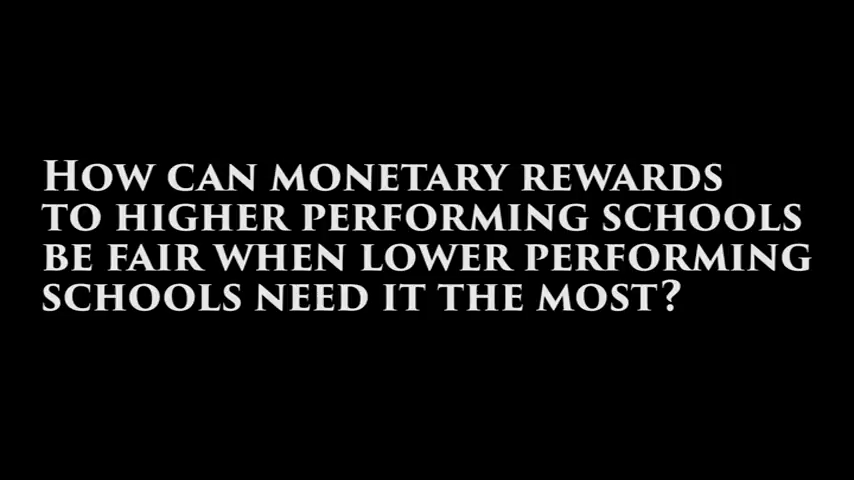 How can monetary rewards
to higher performing schools
be fair when lower performing
schools need it the most?